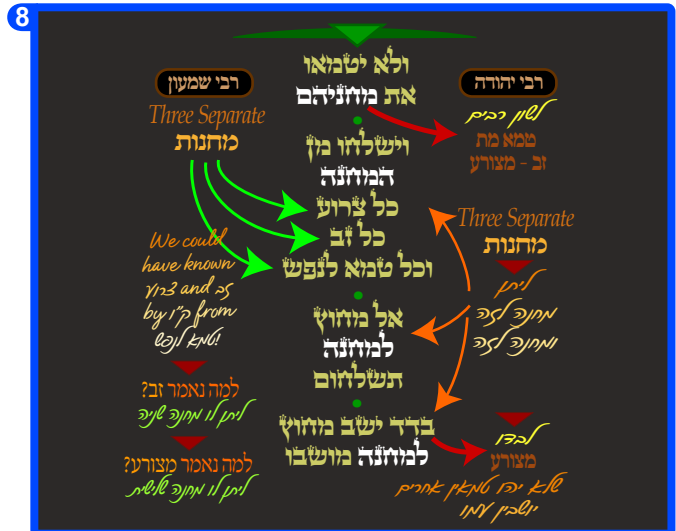 8
ולא יטמאו
את מחניהם
וישלחו מן
המחנה
כל צרוע
כל זב
וכל טמא לנפש
אל מחוץ
למחנה
תשלחום
בדד ישב מחוץ
למחנה מושבו
רבי יהודה
לשון רבים
טמא מת
זב - מצורע
Three Separate
מחנות
ליתן
מחנה לזה
ומחנה לזה
לבדו
מצורע
שלא יהו טמאין אחרים
יושבין עמו
רבי שמעון
Three Separate
מחנות
We could
have known
זב and צרוע
by ק"ו from
טמא לנפש!
למה נאמר זב?
ליתן לו מחנה שניה
למה נאמר מצורע?
ליתן לו מחנה שלישית